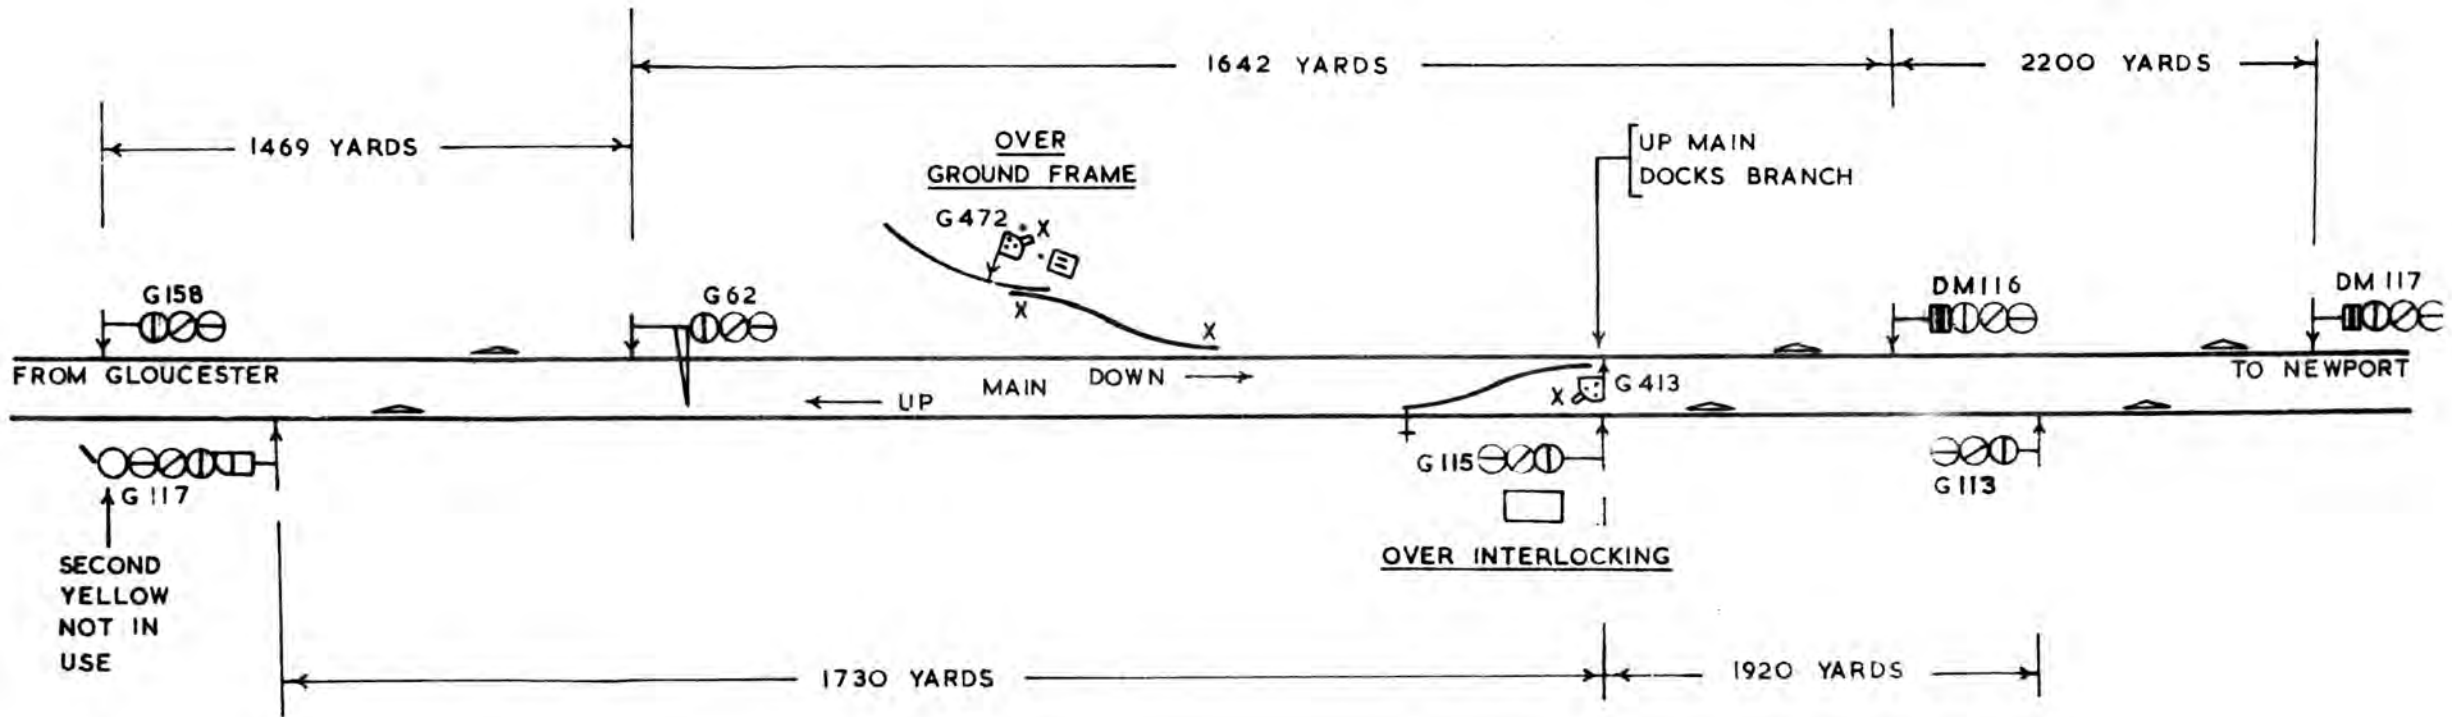 1642 YARDS
2200 YARDS
1469 YARDS
OVER
GROUND FRAME
UP MAIN
DOCKS BRANCH
G472
X
G158
G62
X
X
DM116
DM117
FROM GLOUCESTER
MAIN
DOWN
TO NEWPORT
UP
X
G413
G117
G115
G113
SECOND
YELLOW
NOT IN
USE
OVER INTERLOCKING
1730 YARDS
1920 YARDS